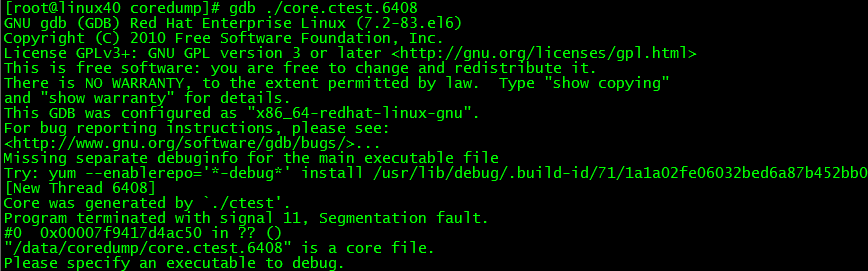 [root@linux40 coredump]# gdb ./core.ctest.6408
GNU gdb (GDB) Red Hat Enterprise Linux (7.2-83.el6)
Copyright (C) 2010 Free Software Foundation, Inc.
License GPLv3+: GNU GPL version 3 or later <http://gnu.org/licenses/gpl.html>
This is free software: you are free to change and redistribute it.
There is NO WARRANTY, to the extent permitted by law.  Type "show copying"
and "show warranty" for details.
This GDB was configured as "x86_64-redhat-linux-gnu".
For bug reporting instructions, please see:
<http://www.gnu.org/software/gdb/bugs/>...
Missing separate debuginfo for the main executable file
Try: yum --enablerepo='*-debug*' install /usr/lib/debug/.build-id/71/1a1a02fe06032bed6a87b452bb0
[New Thread 6408]
Core was generated by `./ctest'.
Program terminated with signal 11, Segmentation fault.
#0  0x00007f9417d4ac50 in ?? ()
"/data/coredump/core.ctest.6408" is a core file.
Please specify an executable to debug.